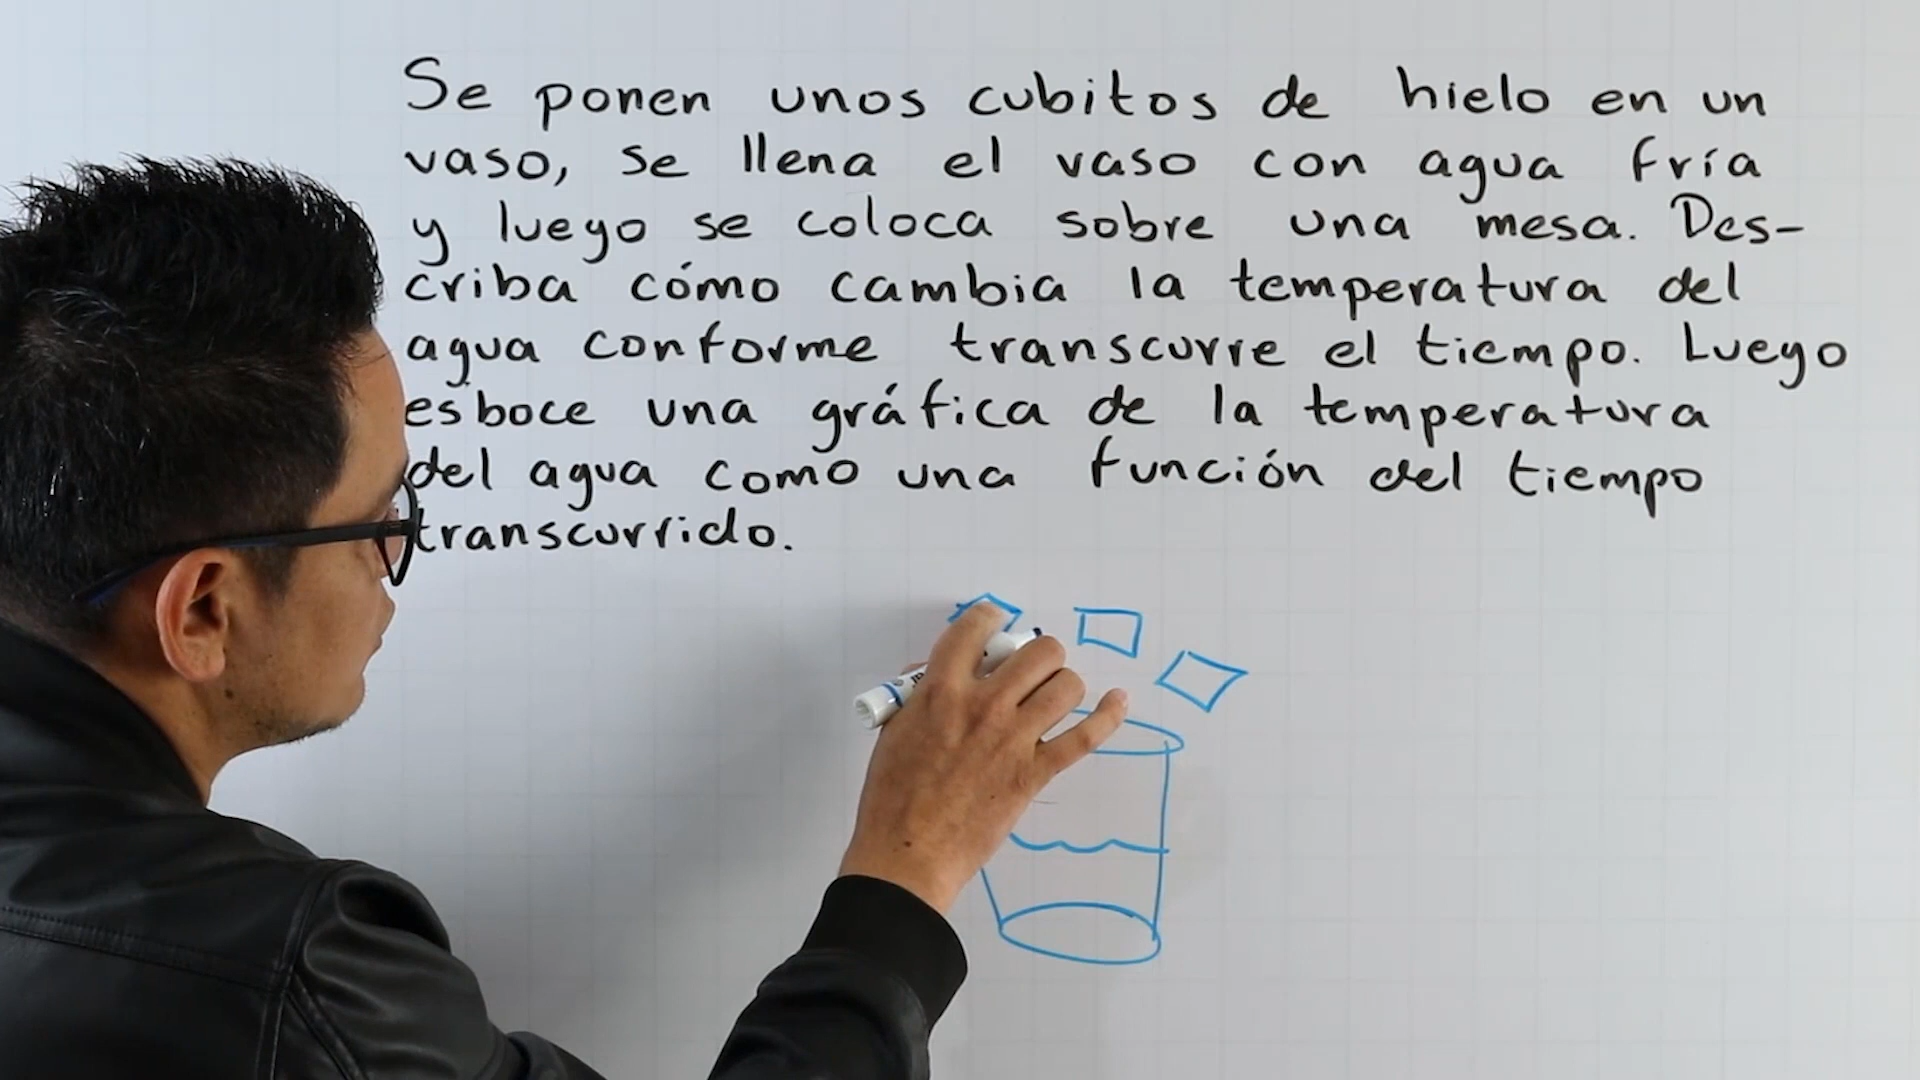 Se ponen unos cubitos de hielo en un
vaso, se llena el vaso con agua fría
y luego se coloca sobre una mesa. Des-
criba cómo cambia la temperatura del
agua conforme transcurre el tiempo. Luego
esboce una gráfica de la temperatura
del agua como una función del tiempo
transcurrido.